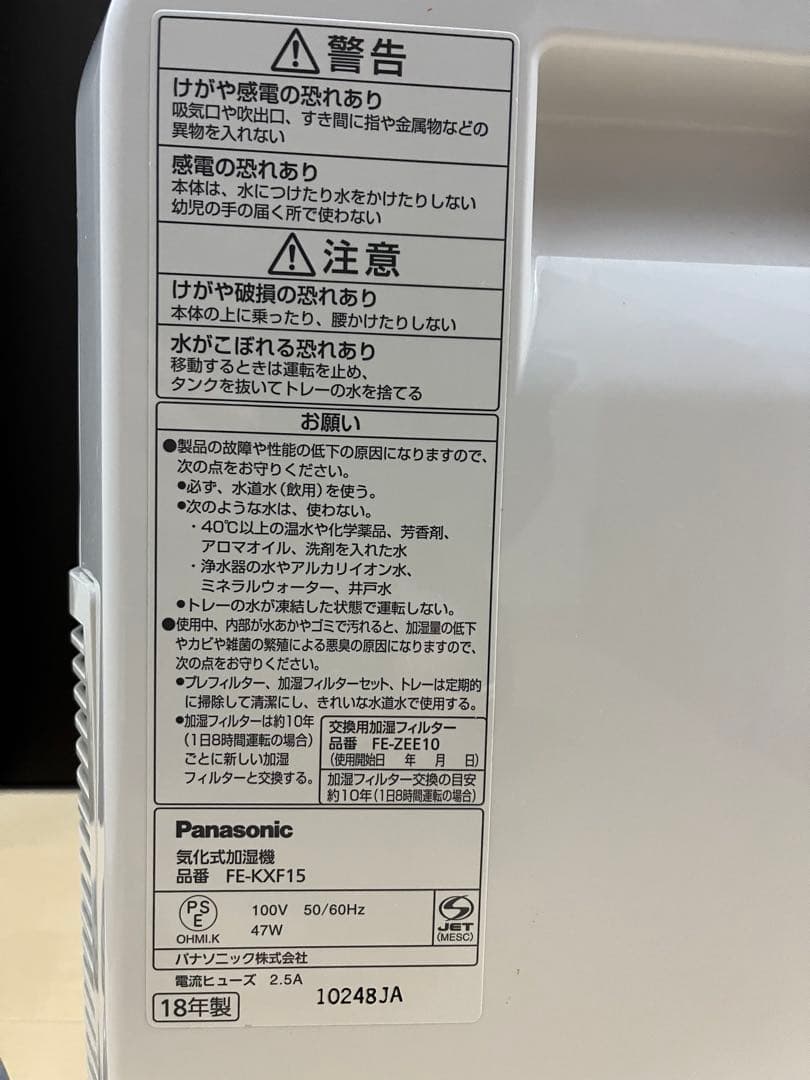 警告
けがや感電の恐れあり
吸気口や吹出口、すき間に指や金属物などの
異物を入れない
感電の恐れあり
本体は、水につけたり水をかけたりしない
幼児の手の届く所で使わない
注意
けがや破損の恐れあり
本体の上に乗ったり、腰かけたりしない
水がこぼれる恐れあり
移動するときは運転を止め、
タンクを抜いてトレーの水を捨てる
お願い
●製品の故障や性能の低下の原因になりますので、
次の点をお守りください。
●必ず、水道水(飲用)を使う。
●次のような水は、使わない。
・40℃以上の温水や化学薬品、芳香剤、
アロマオイル、洗剤を入れた水
・浄水器の水やアルカリイオン水、
ミネラルウォーター、井戸水
●トレーの水が凍結した状態で運転しない。
●使用中、内部が水あかやゴミで汚れると、加湿量の低下
やカビや雑菌の繁殖による悪臭の原因になりますので、
次の点をお守りください。
●プレフィルター、加湿フィルターセット、トレーは定期的
に掃除して清潔にし、きれいな水道水で使用する。
●加湿フィルターは約10年
(1日8時間運転の場合)
ごとに新しい加湿
フィルターと交換する。
交換用加湿フィルター
品番 FE-ZEE10
(使用開始日 年 月 日)
加湿フィルター交換の目安
約10年(1日8時間運転の場合)
Panasonic
気化式加湿機
品番 FE-KXF15
PS
E
OHMI.K
100V 50/60Hz
47W
JET
(MESC)
パナソニック株式会社
電流ヒューズ 2.5A
18年製
10248JA